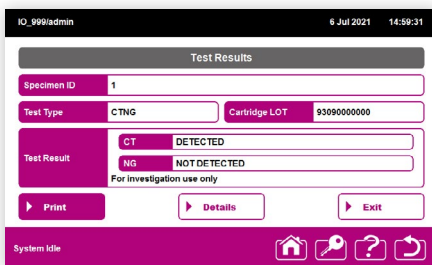 IO_999/admin 6 Jul 2021 14:59:31
Test Results
Specimen ID 1
Test Type CTNG Cartridge LOT 93090000000
Test Result
CT DETECTED
NG NOT DETECTED
For investigation use only
Print Details Exit
System Idle